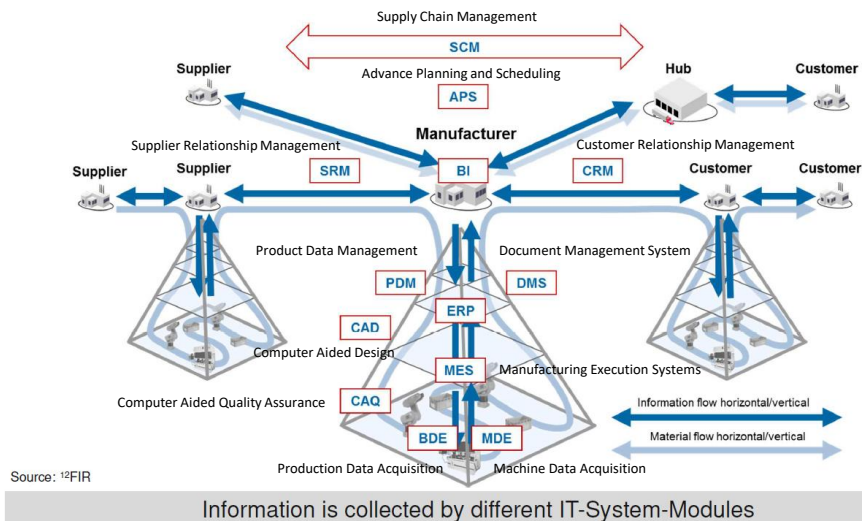 Supply Chain Management
SCM
Supplier
Advance Planning and Scheduling
APS
Hub
Customer
Manufacturer
Supplier Relationship Management
Customer Relationship Management
Supplier
Supplier
SRM
BI
CRM
Customer
Customer
Product Data Management
Document Management System
PDM
DMS
ERP
CAD
Computer Aided Design
MES
Manufacturing Execution Systems
Computer Aided Quality Assurance
CAQ
Information flow horizontal/vertical
BDE
MDE
Material flow horizontal/vertical
Production Data Acquisition
Machine Data Acquisition
Source: ¹²FIR
Information is collected by different IT-System-Modules